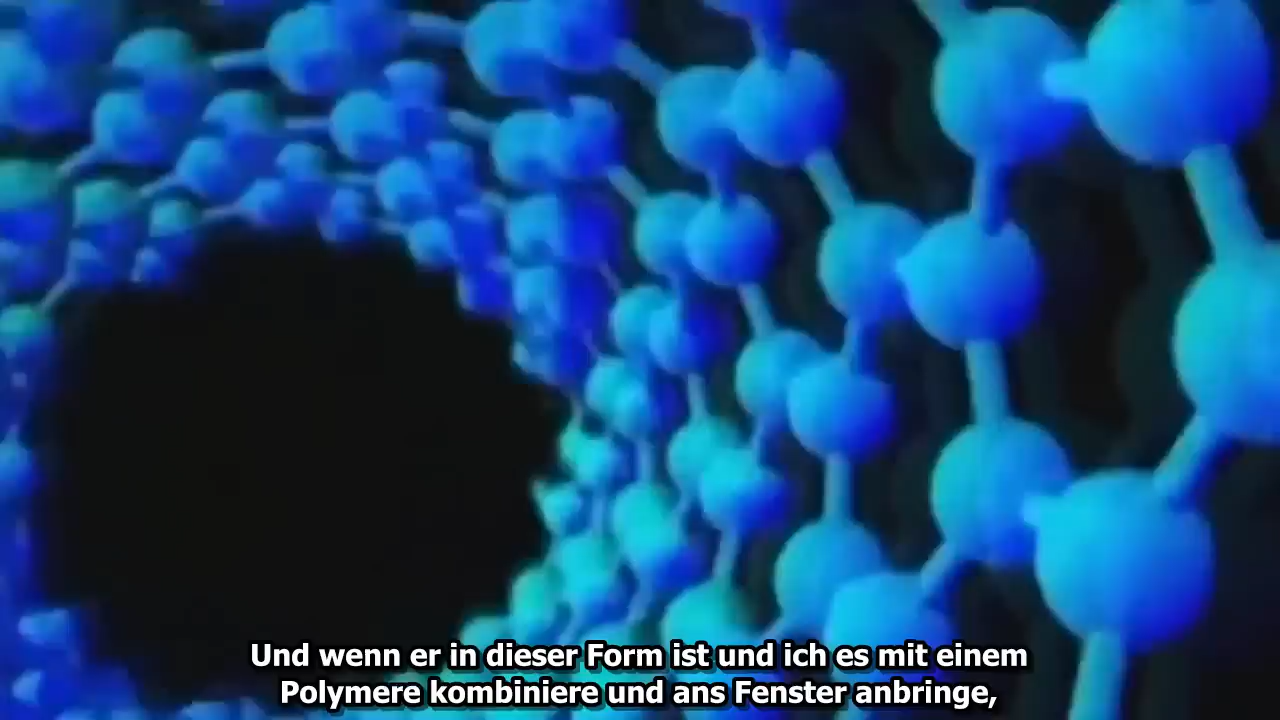 Und wenn er in dieser Form ist und ich es mit einem
Polymere kombiniere und ans Fenster anbringe,